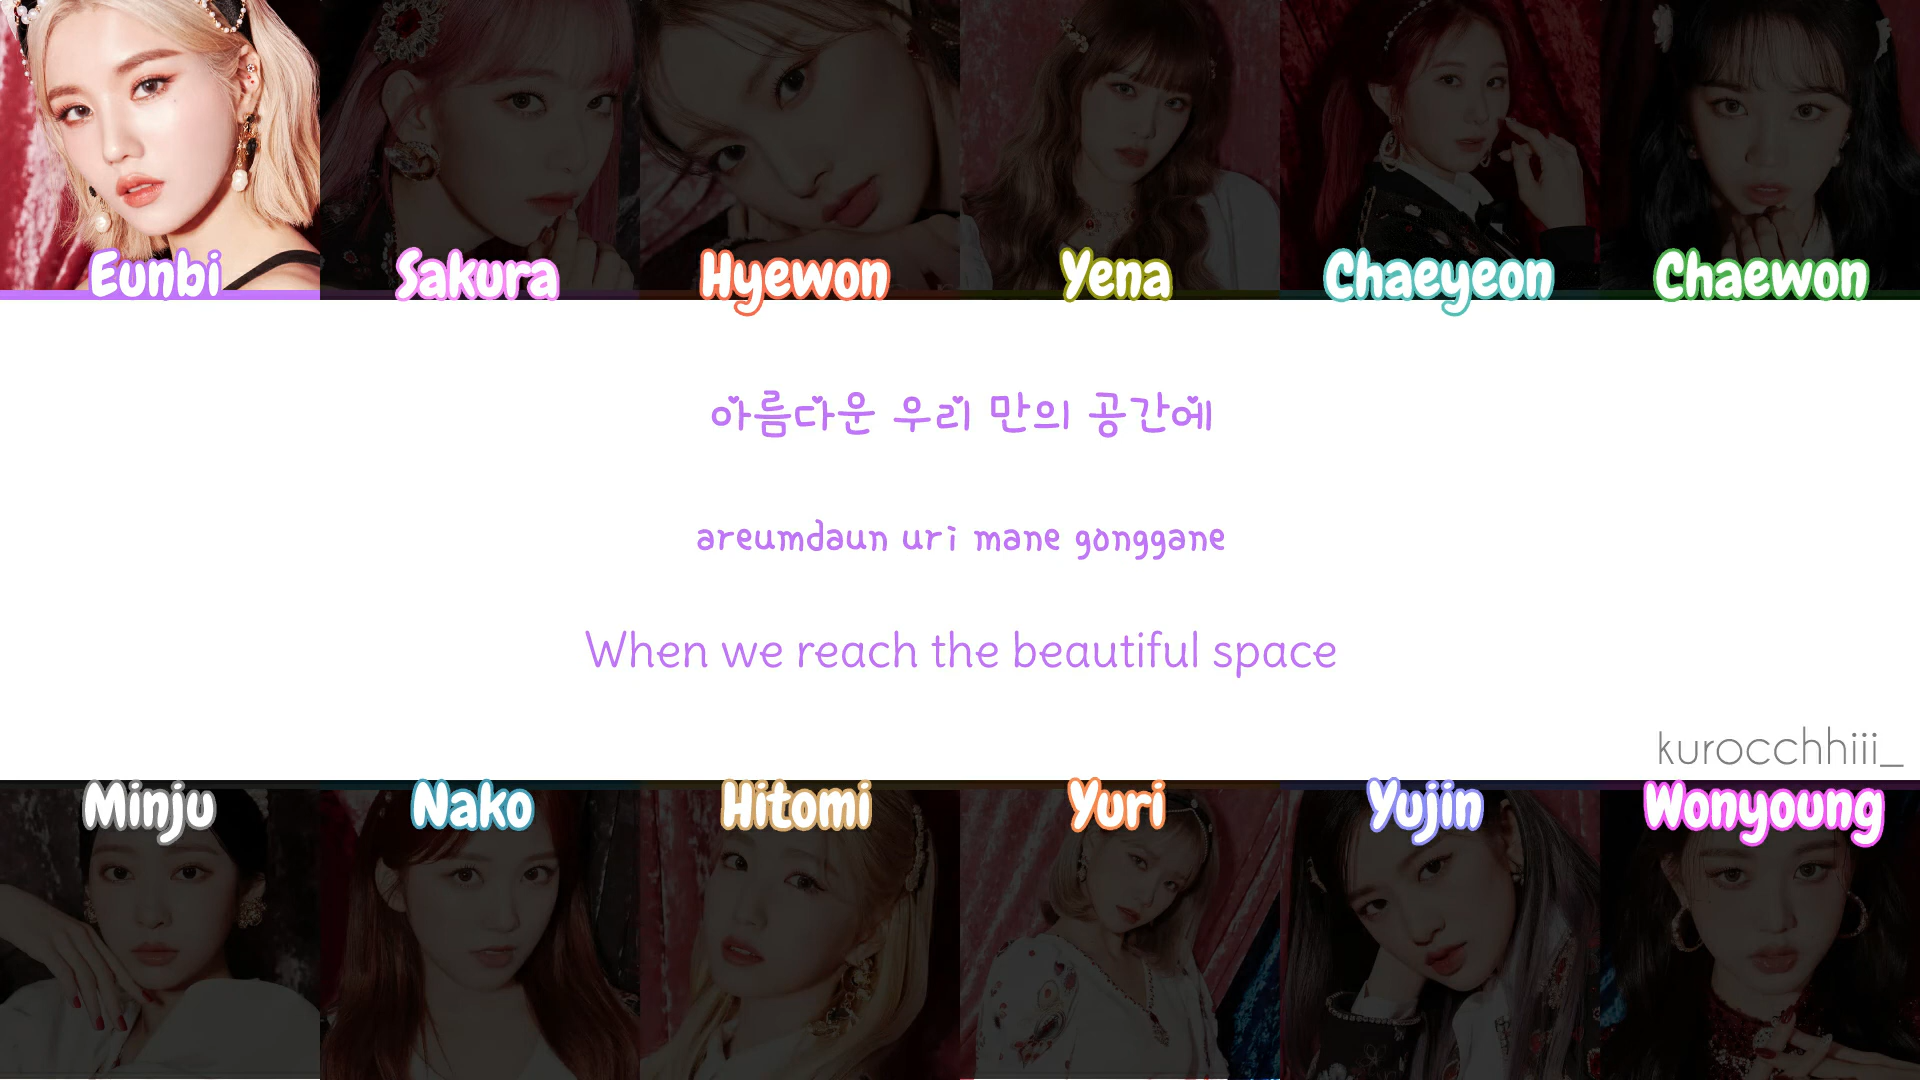 Eunbi Sakura Hyewon Yena Chaeyeon Chaewon
아름다운 우리 만의 공간에
areumdaun uri mane gonggane
When we reach the beautiful space
kurocchhiii_
Minju Nako Hitomi Yuri Yujin Wonyoung